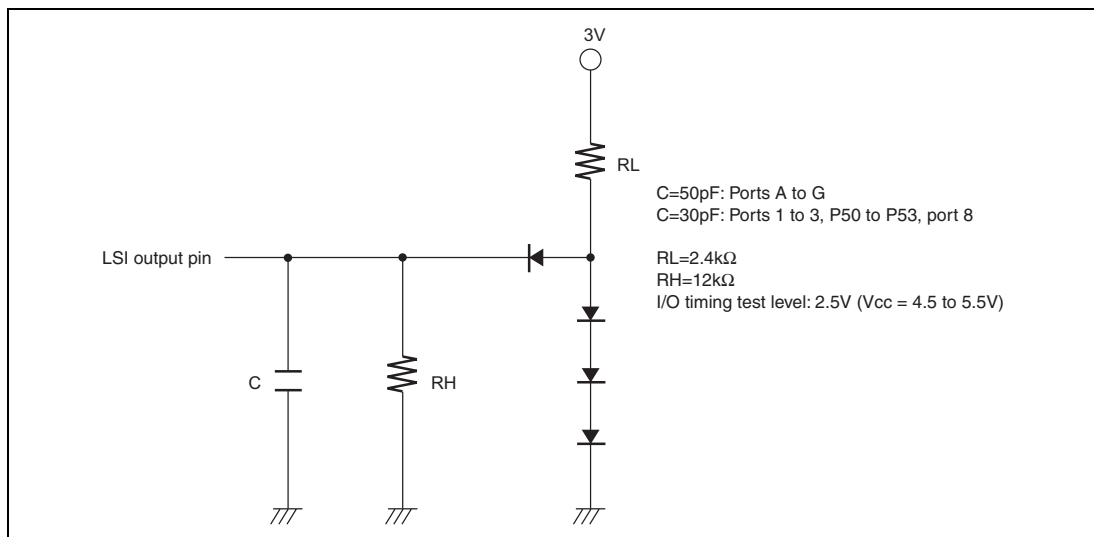 3V
RL
C=50pF: Ports A to G
C=30pF: Ports 1 to 3, P50 to P53, port 8
LSI output pin
RL=2.4kΩ
RH=12kΩ
I/O timing test level: 2.5V (Vcc = 4.5 to 5.5V)
C
RH